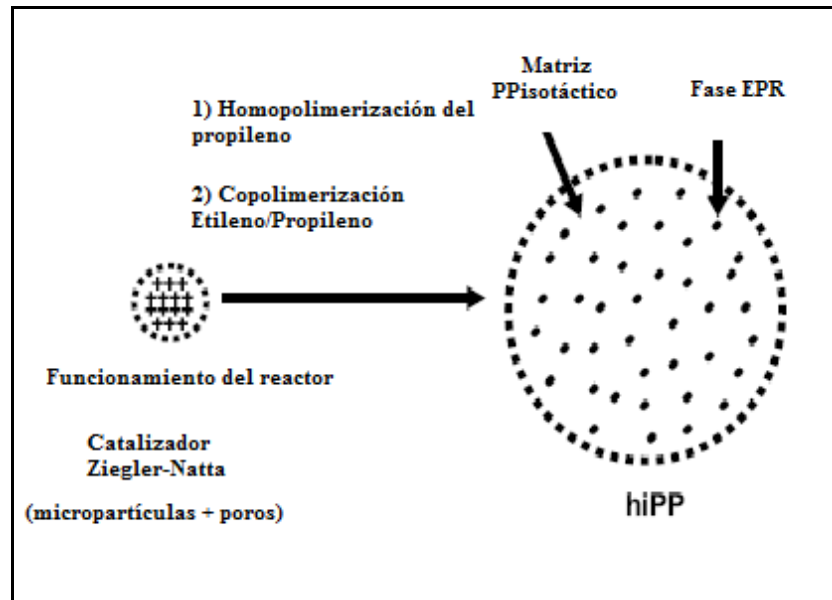 Matriz
PPisotáctico
Fase EPR
1) Homopolimerización del
propileno
2) Copolimerización
Etileno/Propileno
Funcionamiento del reactor
Catalizador
Ziegler-Natta
(micropartículas + poros)
hiPP